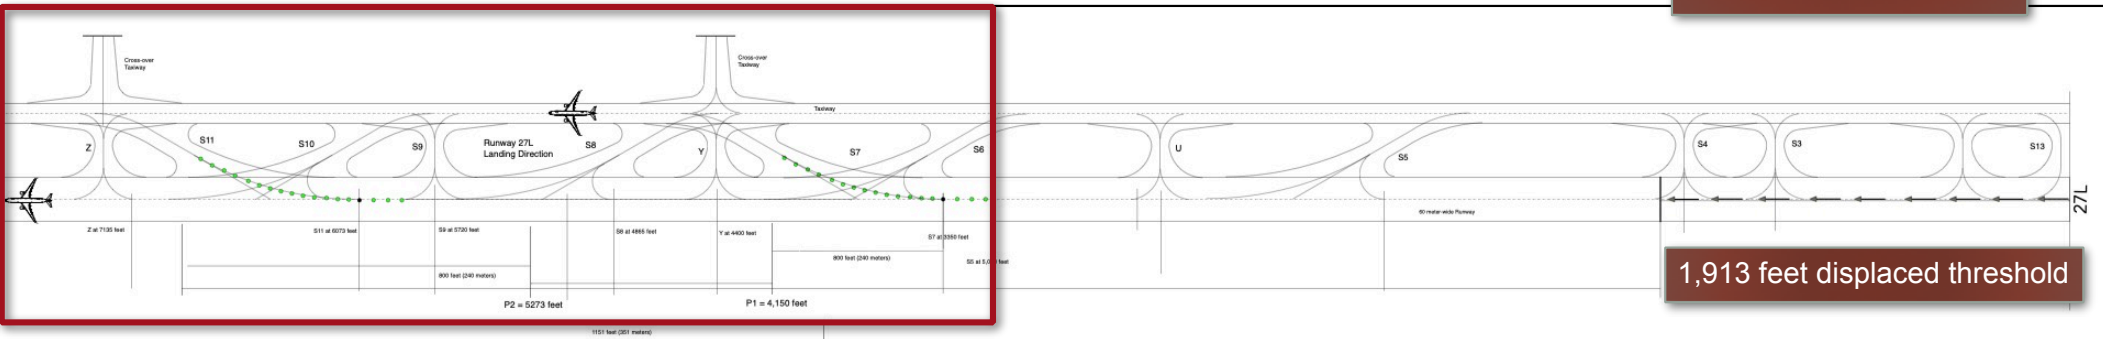 Cross-over
Taxiway
Cross-over
Taxiway
Taxiway
Z
S11
S10
S9
Runway 27L
Landing Direction
S8
Y
S7
S6
U
S5
S4
S3
S13
27L
60 meter-wide Runway
Z at 7135 feet
S11 at 6073 feet
S9 at 5720 feet
S8 at 4865 feet
Y at 4400 feet
S7 at 3350 feet
800 feet (240 meters)
S5 at feet
800 feet (240 meters)
P2 = 5273 feet
P1 = 4,150 feet
1151 feet (351 meters)
1,913 feet displaced threshold